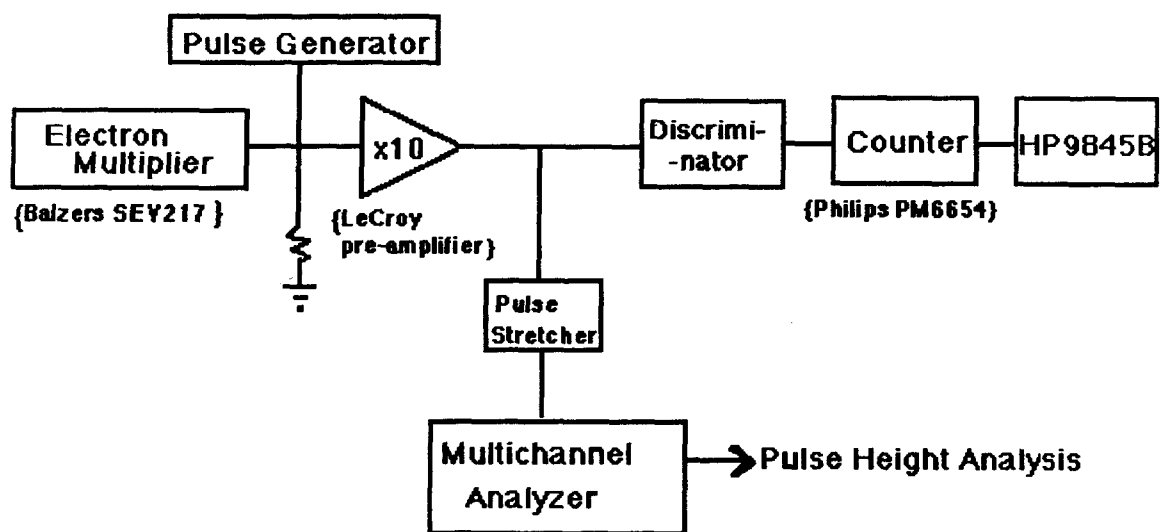 Pulse Generator
Electron
Multiplier
{Balzers SEV217 }
x10
{LeCroy
pre-amplifier}
Discrimi-
-nator
Counter
{Philips PM6654}
HP9845B
Pulse
Stretcher
Multichannel
Analyzer
Pulse Height Analysis